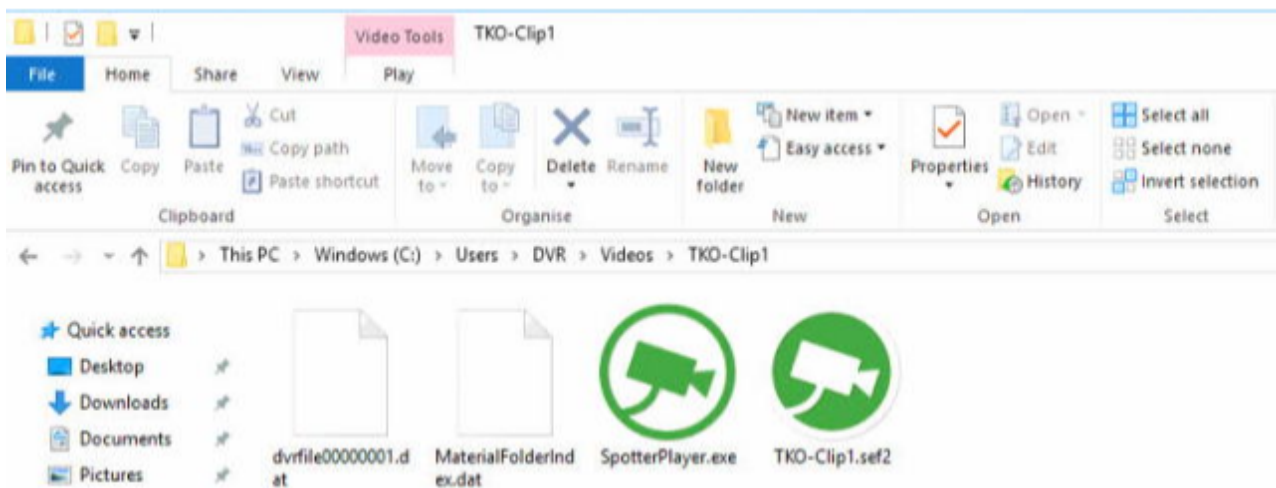 Video Tools TKO-Clip1
File Home Share View Play
Pin to Quick access
Copy
Paste
Cut
Copy path
Paste shortcut
Clipboard
Move to
Copy to
Delete
Rename
Organise
New folder
New item
Easy access
New
Properties
Open
Edit
History
Open
Select all
Select none
Invert selection
Select
This PC > Windows (C:) > Users > DVR > Videos > TKO-Clip1
Quick access
Desktop
Downloads
Documents
Pictures
dvrfile00000001.d
at
MaterialFolderInd
ex.dat
SpotterPlayer.exe
TKO-Clip1.sef2